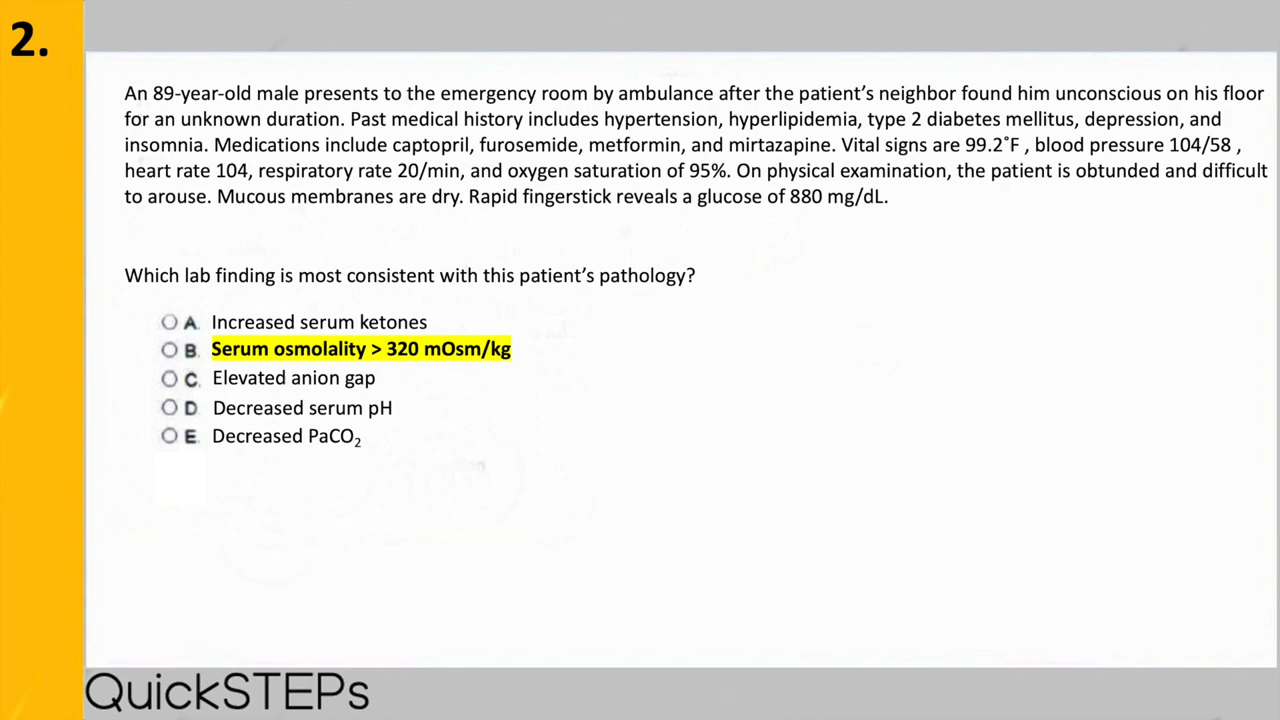 2.
An 89-year-old male presents to the emergency room by ambulance after the patient's neighbor found him unconscious on his floor
for an unknown duration. Past medical history includes hypertension, hyperlipidemia, type 2 diabetes mellitus, depression, and
insomnia. Medications include captopril, furosemide, metformin, and mirtazapine. Vital signs are 99.2˚F , blood pressure 104/58 ,
heart rate 104, respiratory rate 20/min, and oxygen saturation of 95%. On physical examination, the patient is obtunded and difficult
to arouse. Mucous membranes are dry. Rapid fingerstick reveals a glucose of 880 mg/dL.
Which lab finding is most consistent with this patient's pathology?
A. Increased serum ketones
B. Serum osmolality > 320 mOsm/kg
C. Elevated anion gap
D. Decreased serum pH
E. Decreased PaCO₂
QuickSTEPs